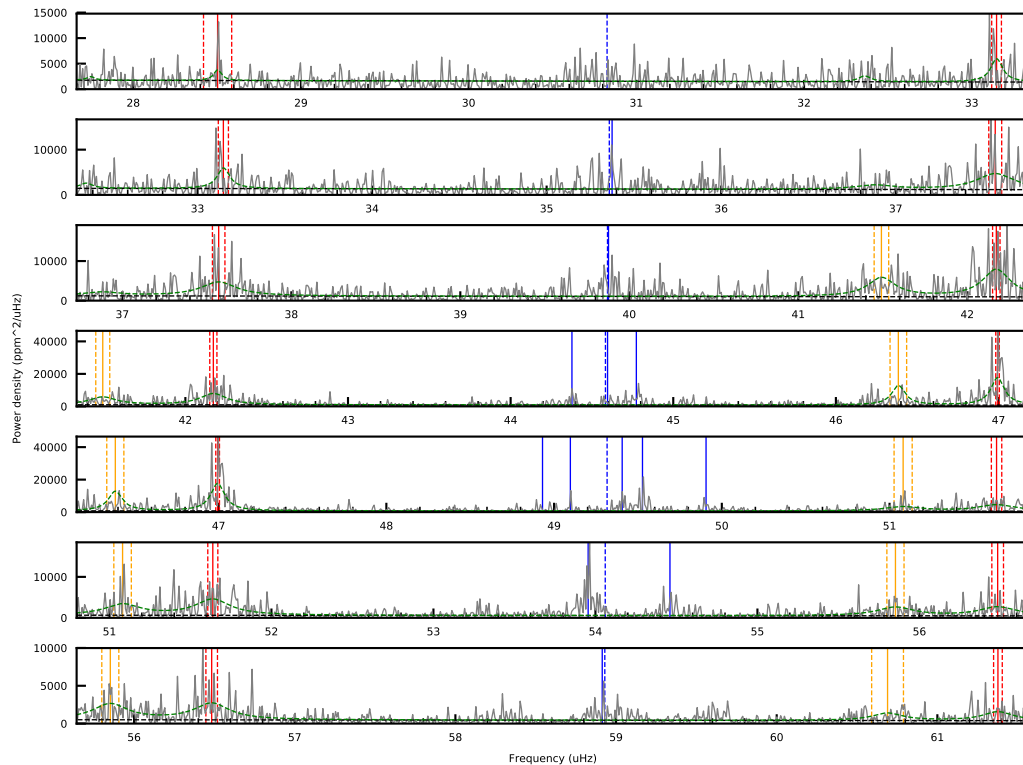 15000
10000
5000
0
28 29 30 31 32 33
10000
0
33 34 35 36 37
10000
0
37 38 39 40 41 42
Power density (ppm^2/uHz)
40000
20000
0
42 43 44 45 46 47
40000
20000
0
47 48 49 50 51
10000
0
51 52 53 54 55 56
10000
5000
0
56 57 58 59 60 61
Frequency (uHz)